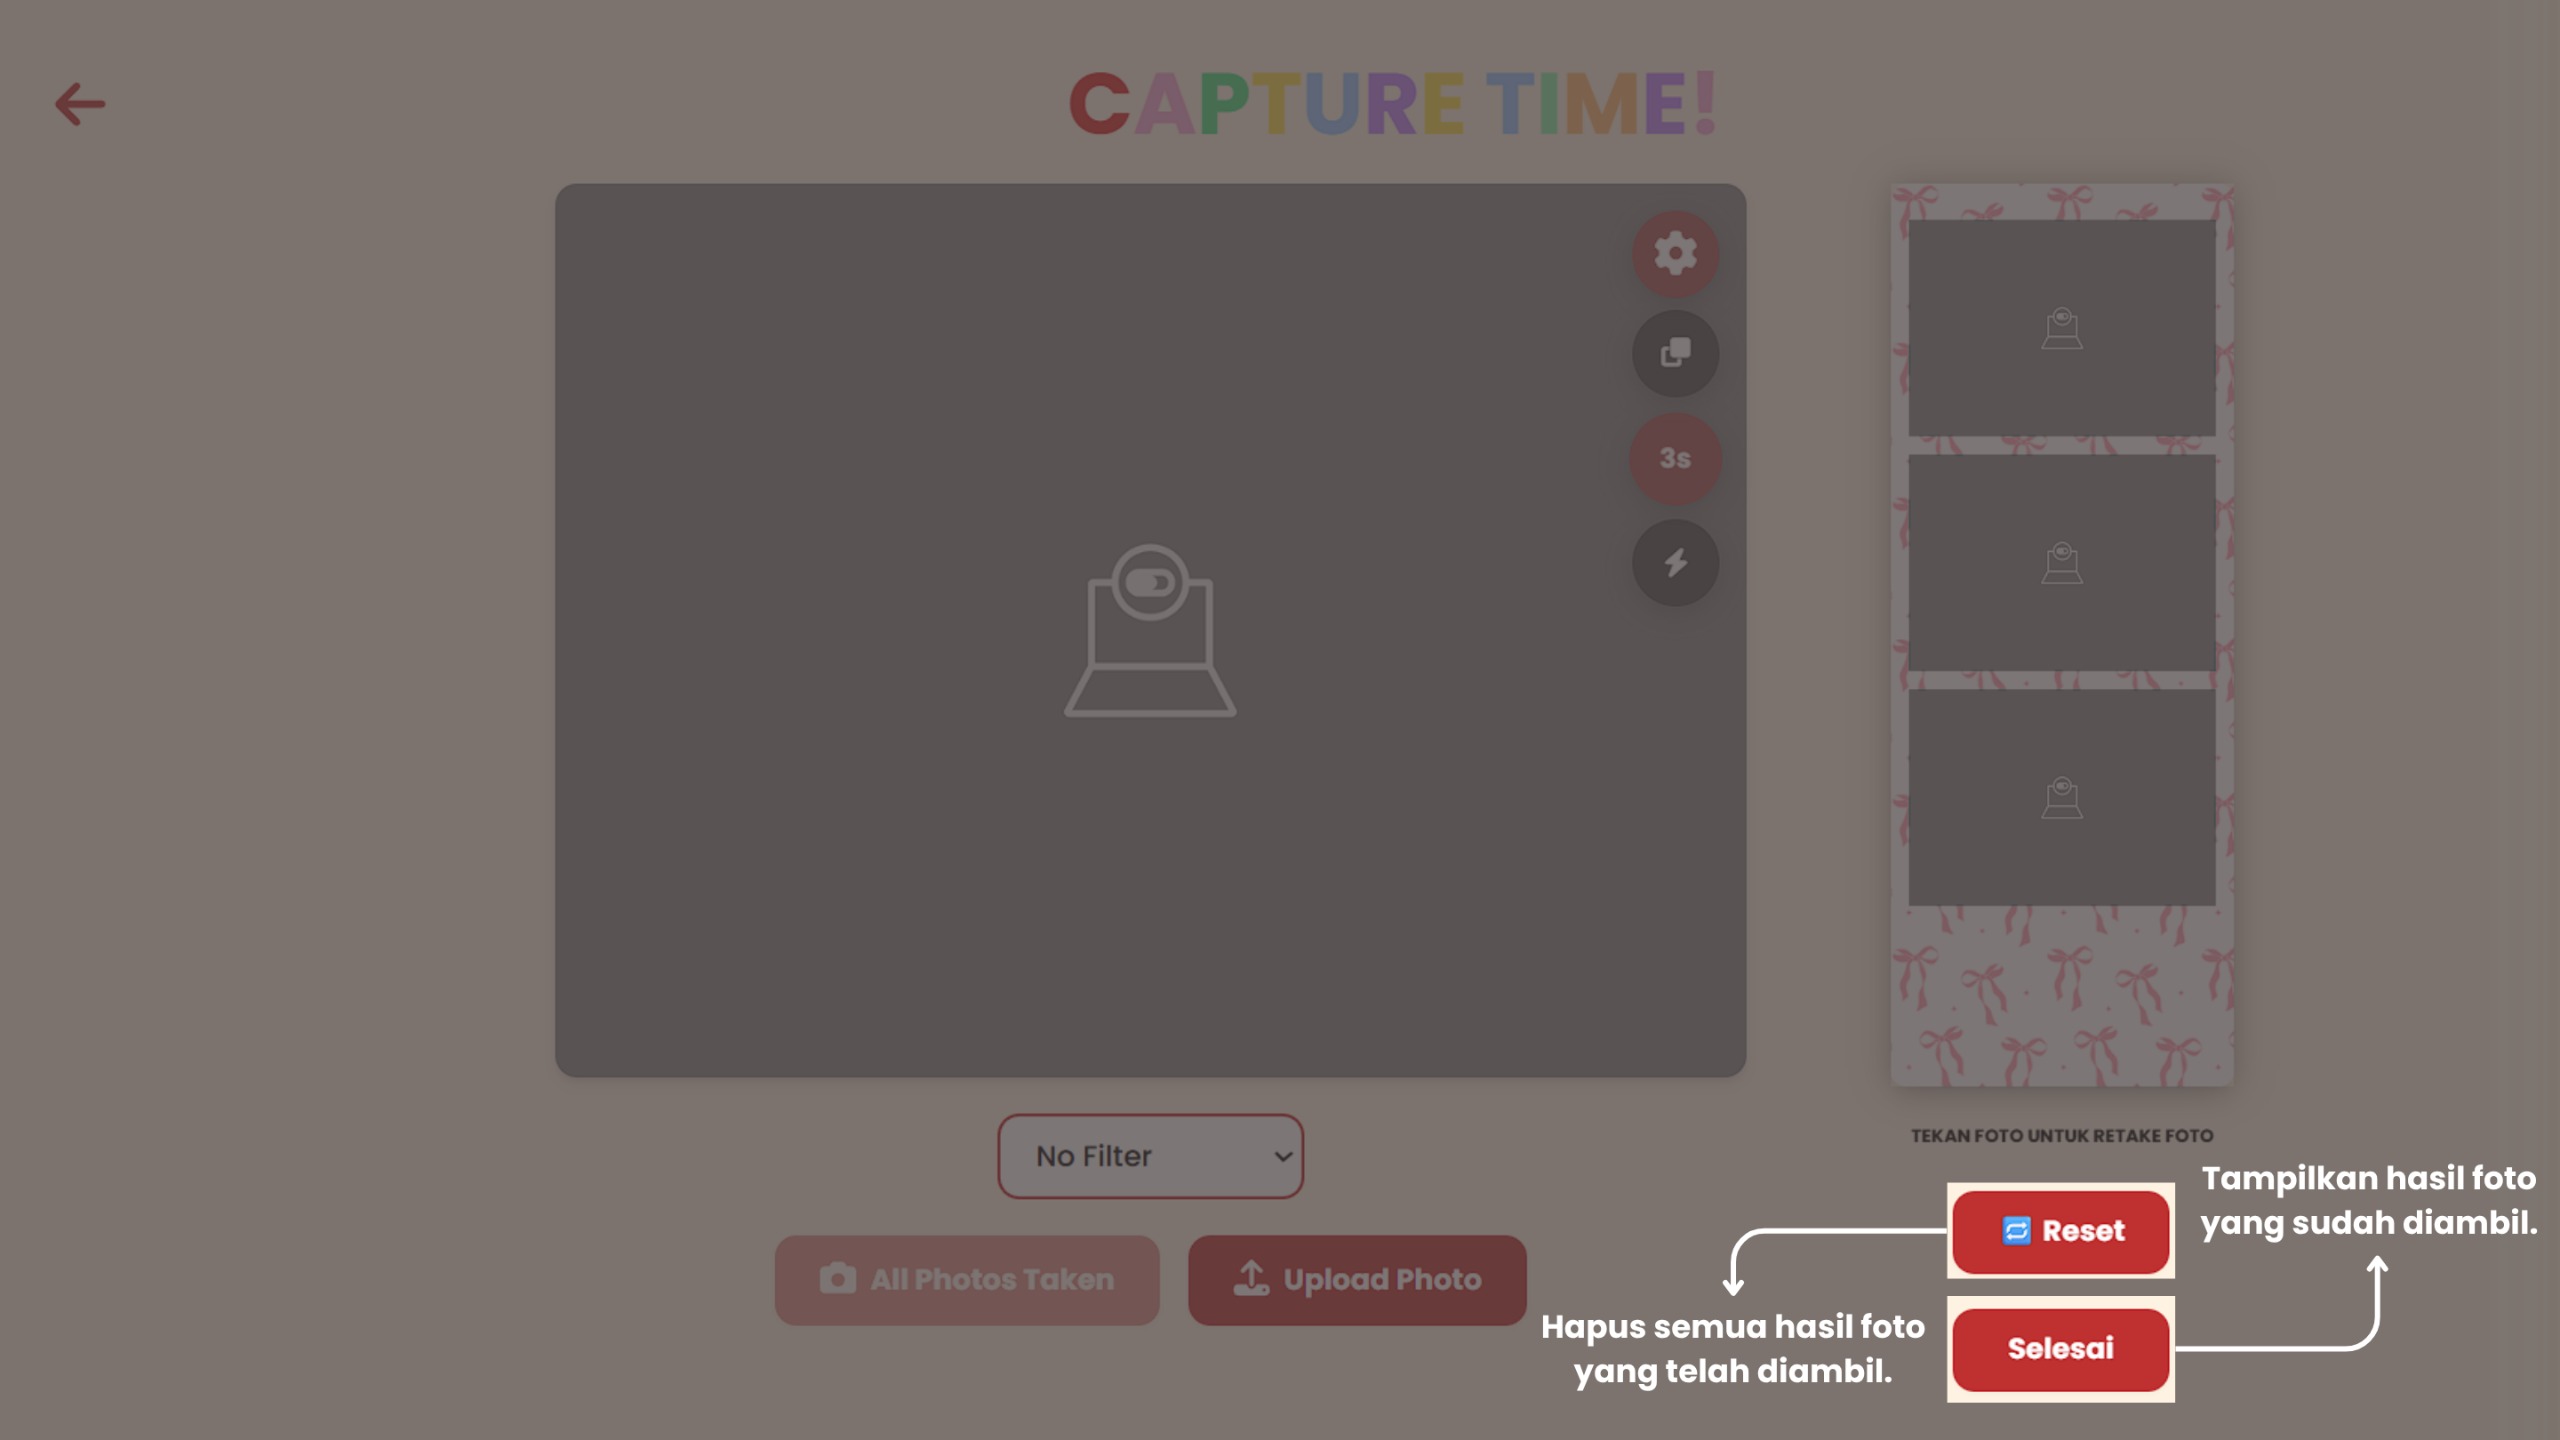 CAPTURE TIME!
3s
No Filter
All Photos Taken
Upload Photo
TEKAN FOTO UNTUK RETAKE FOTO
Reset
Tampilkan hasil foto
yang sudah diambil.
Hapus semua hasil foto
yang telah diambil.
Selesai